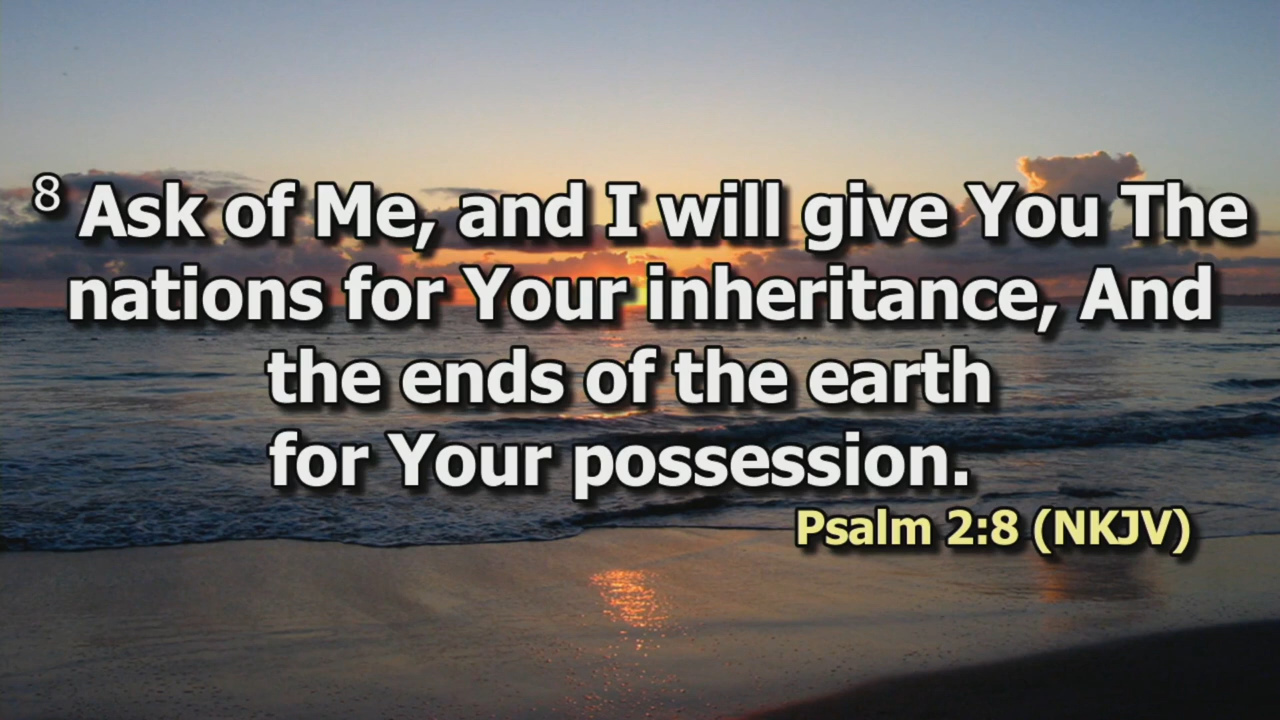 8 Ask of Me, and I will give You The
nations for Your inheritance, And
the ends of the earth
for Your possession.
Psalm 2:8 (NKJV)